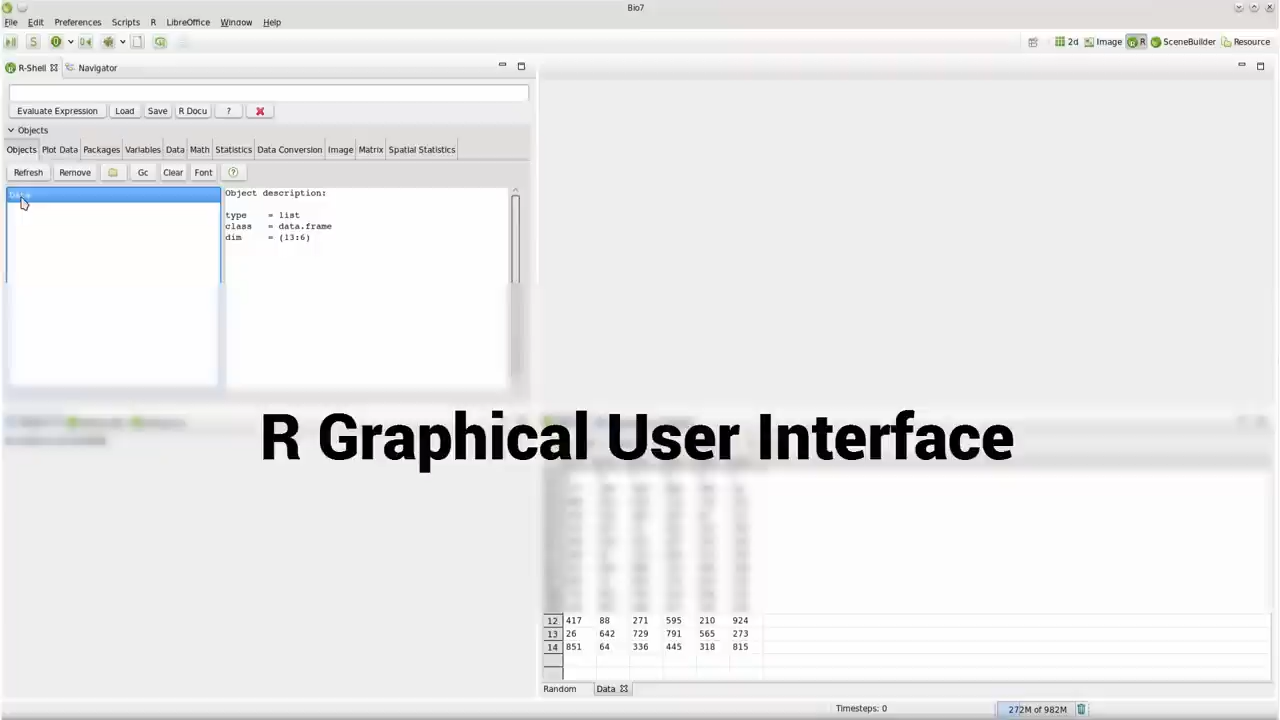 Bio7
File Edit Preferences Scripts R LibreOffice Window Help
S
2d Image R SceneBuilder Resource
R-Shell Navigator
Evaluate Expression Load Save R Docu ?
Objects
Objects Plot Data Packages Variables Data Math Statistics Data Conversion Image Matrix Spatial Statistics
Refresh Remove Gc Clear Font ?
Data
Object description:
type = list
class = data.frame
dim = (13:6)
R Graphical User Interface
12 417 88 271 595 210 924
13 26 642 729 791 565 273
14 851 64 336 445 318 815
Random Data
Timesteps: 0 272M of 982M